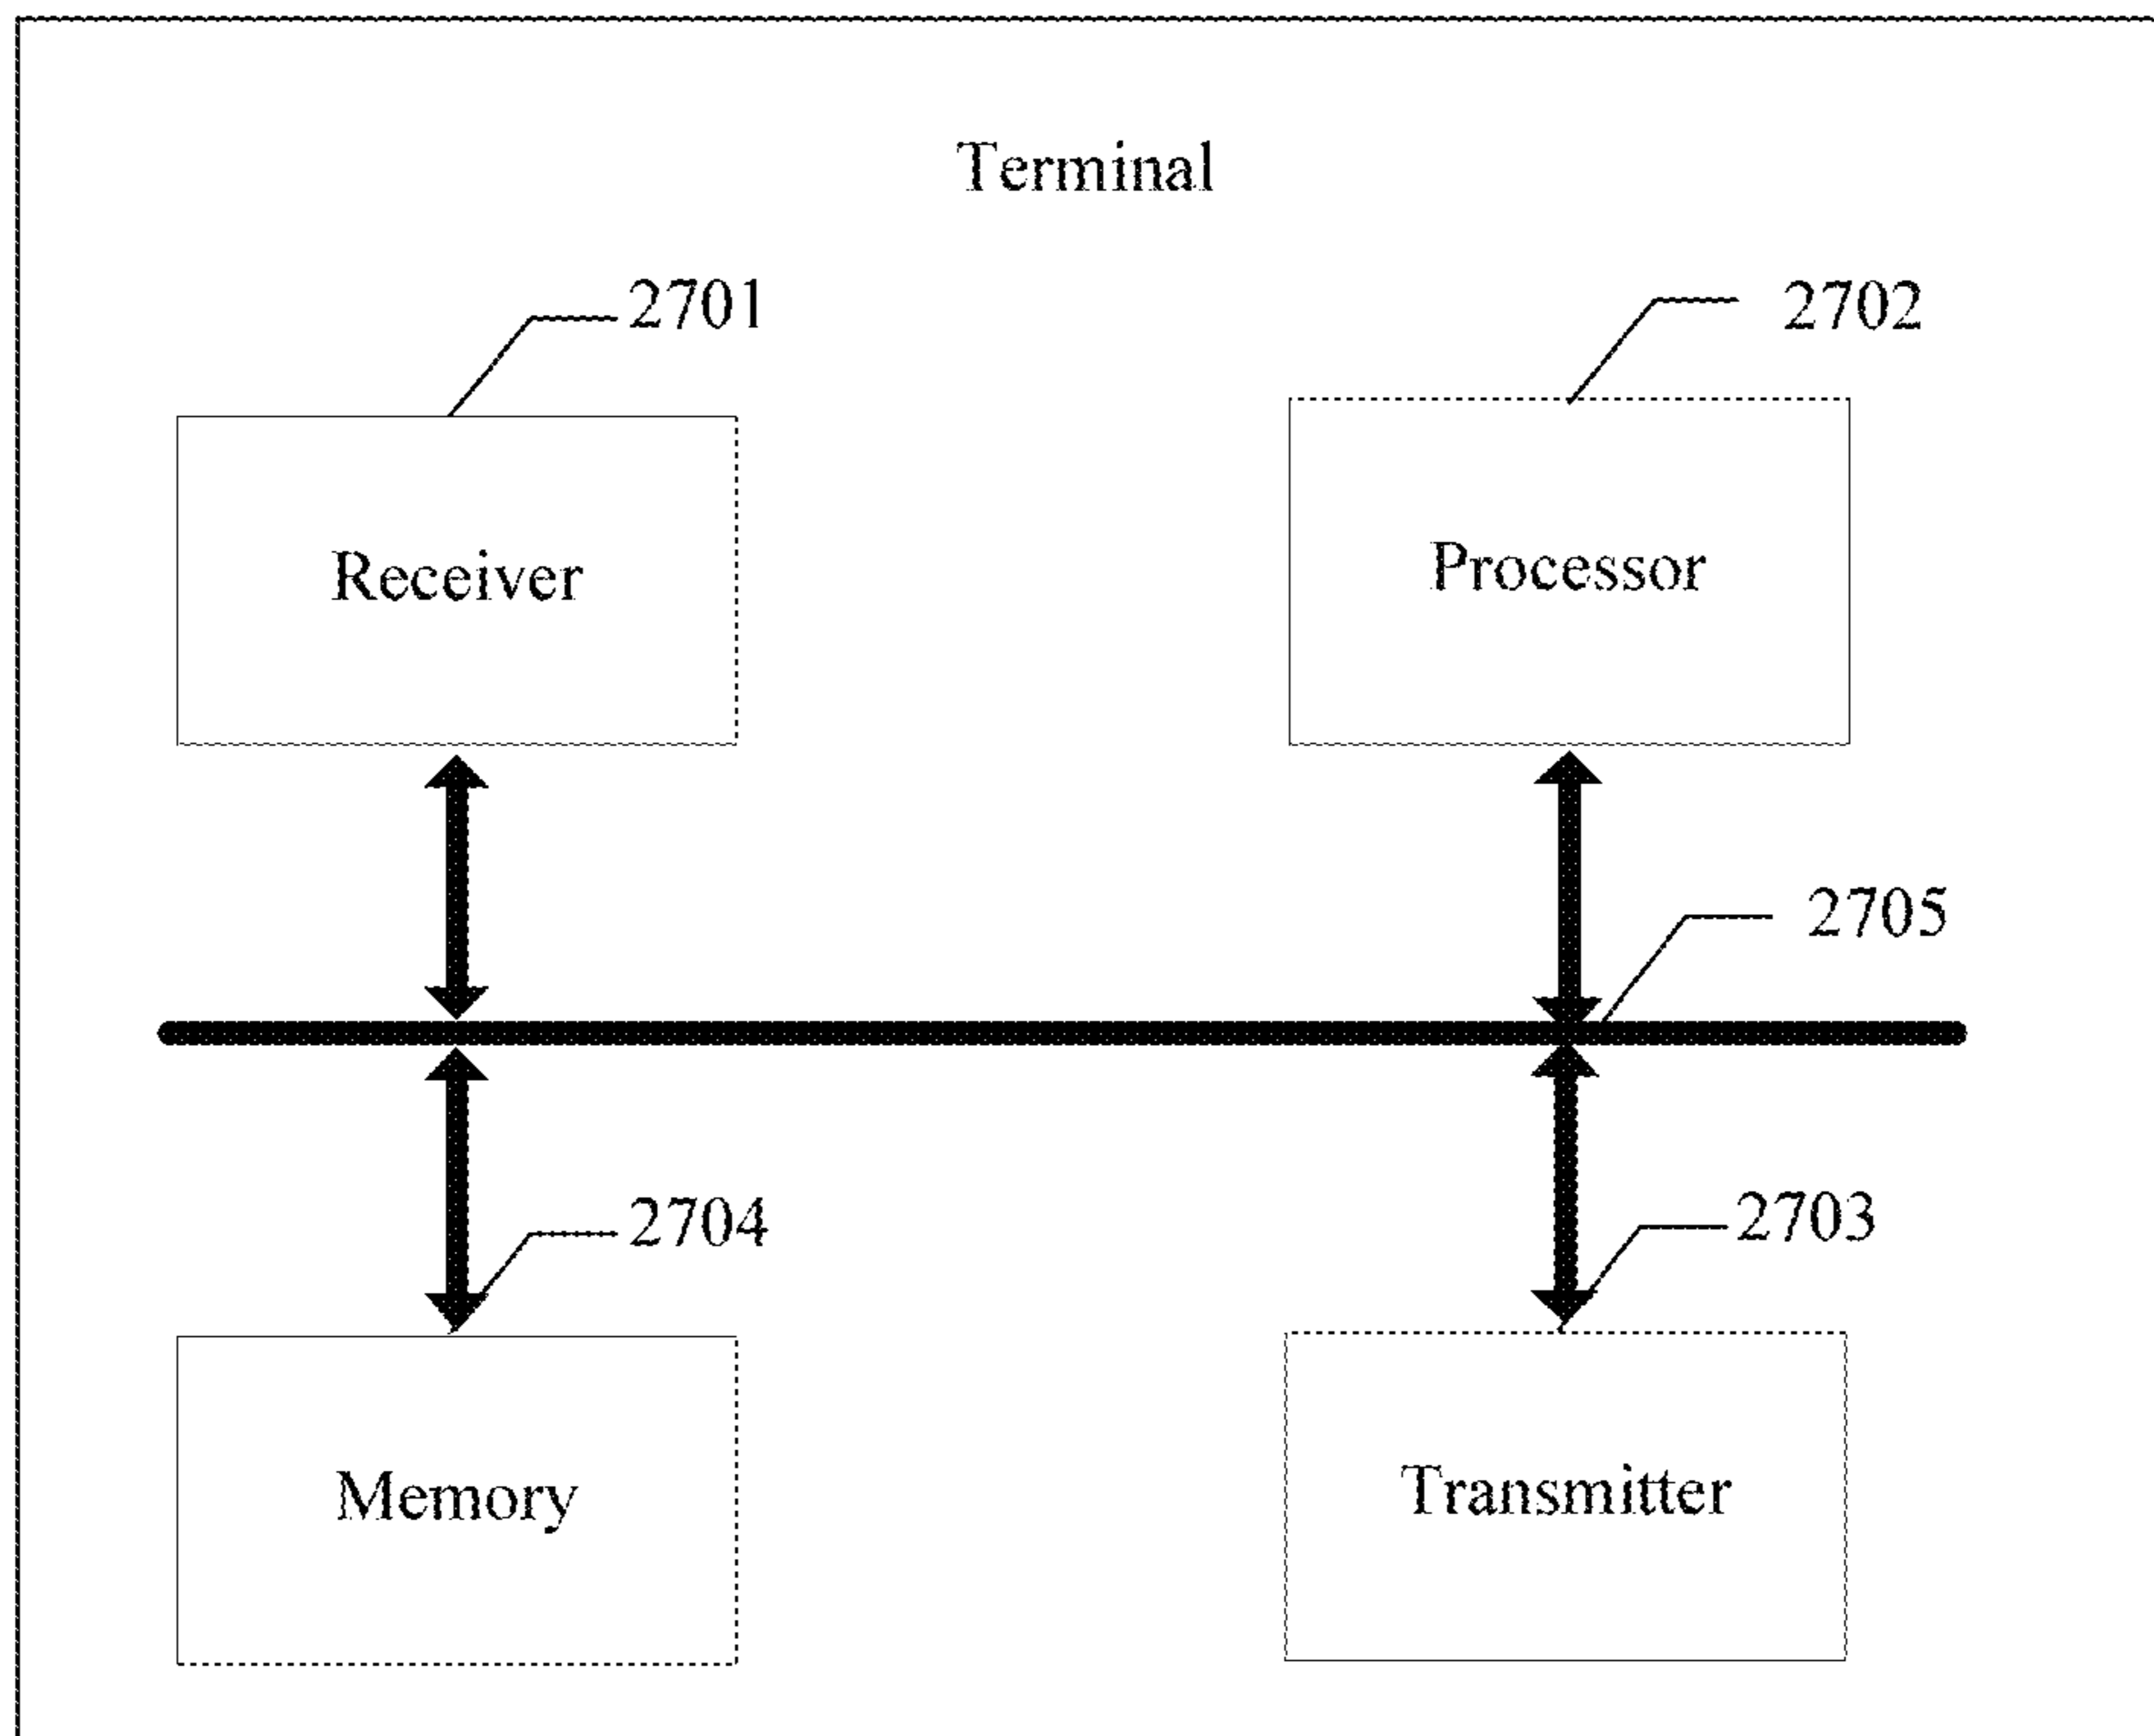 Terminal
2701
2702
Receiver
Processor
2705
2704
2703
Memory
Transmitter